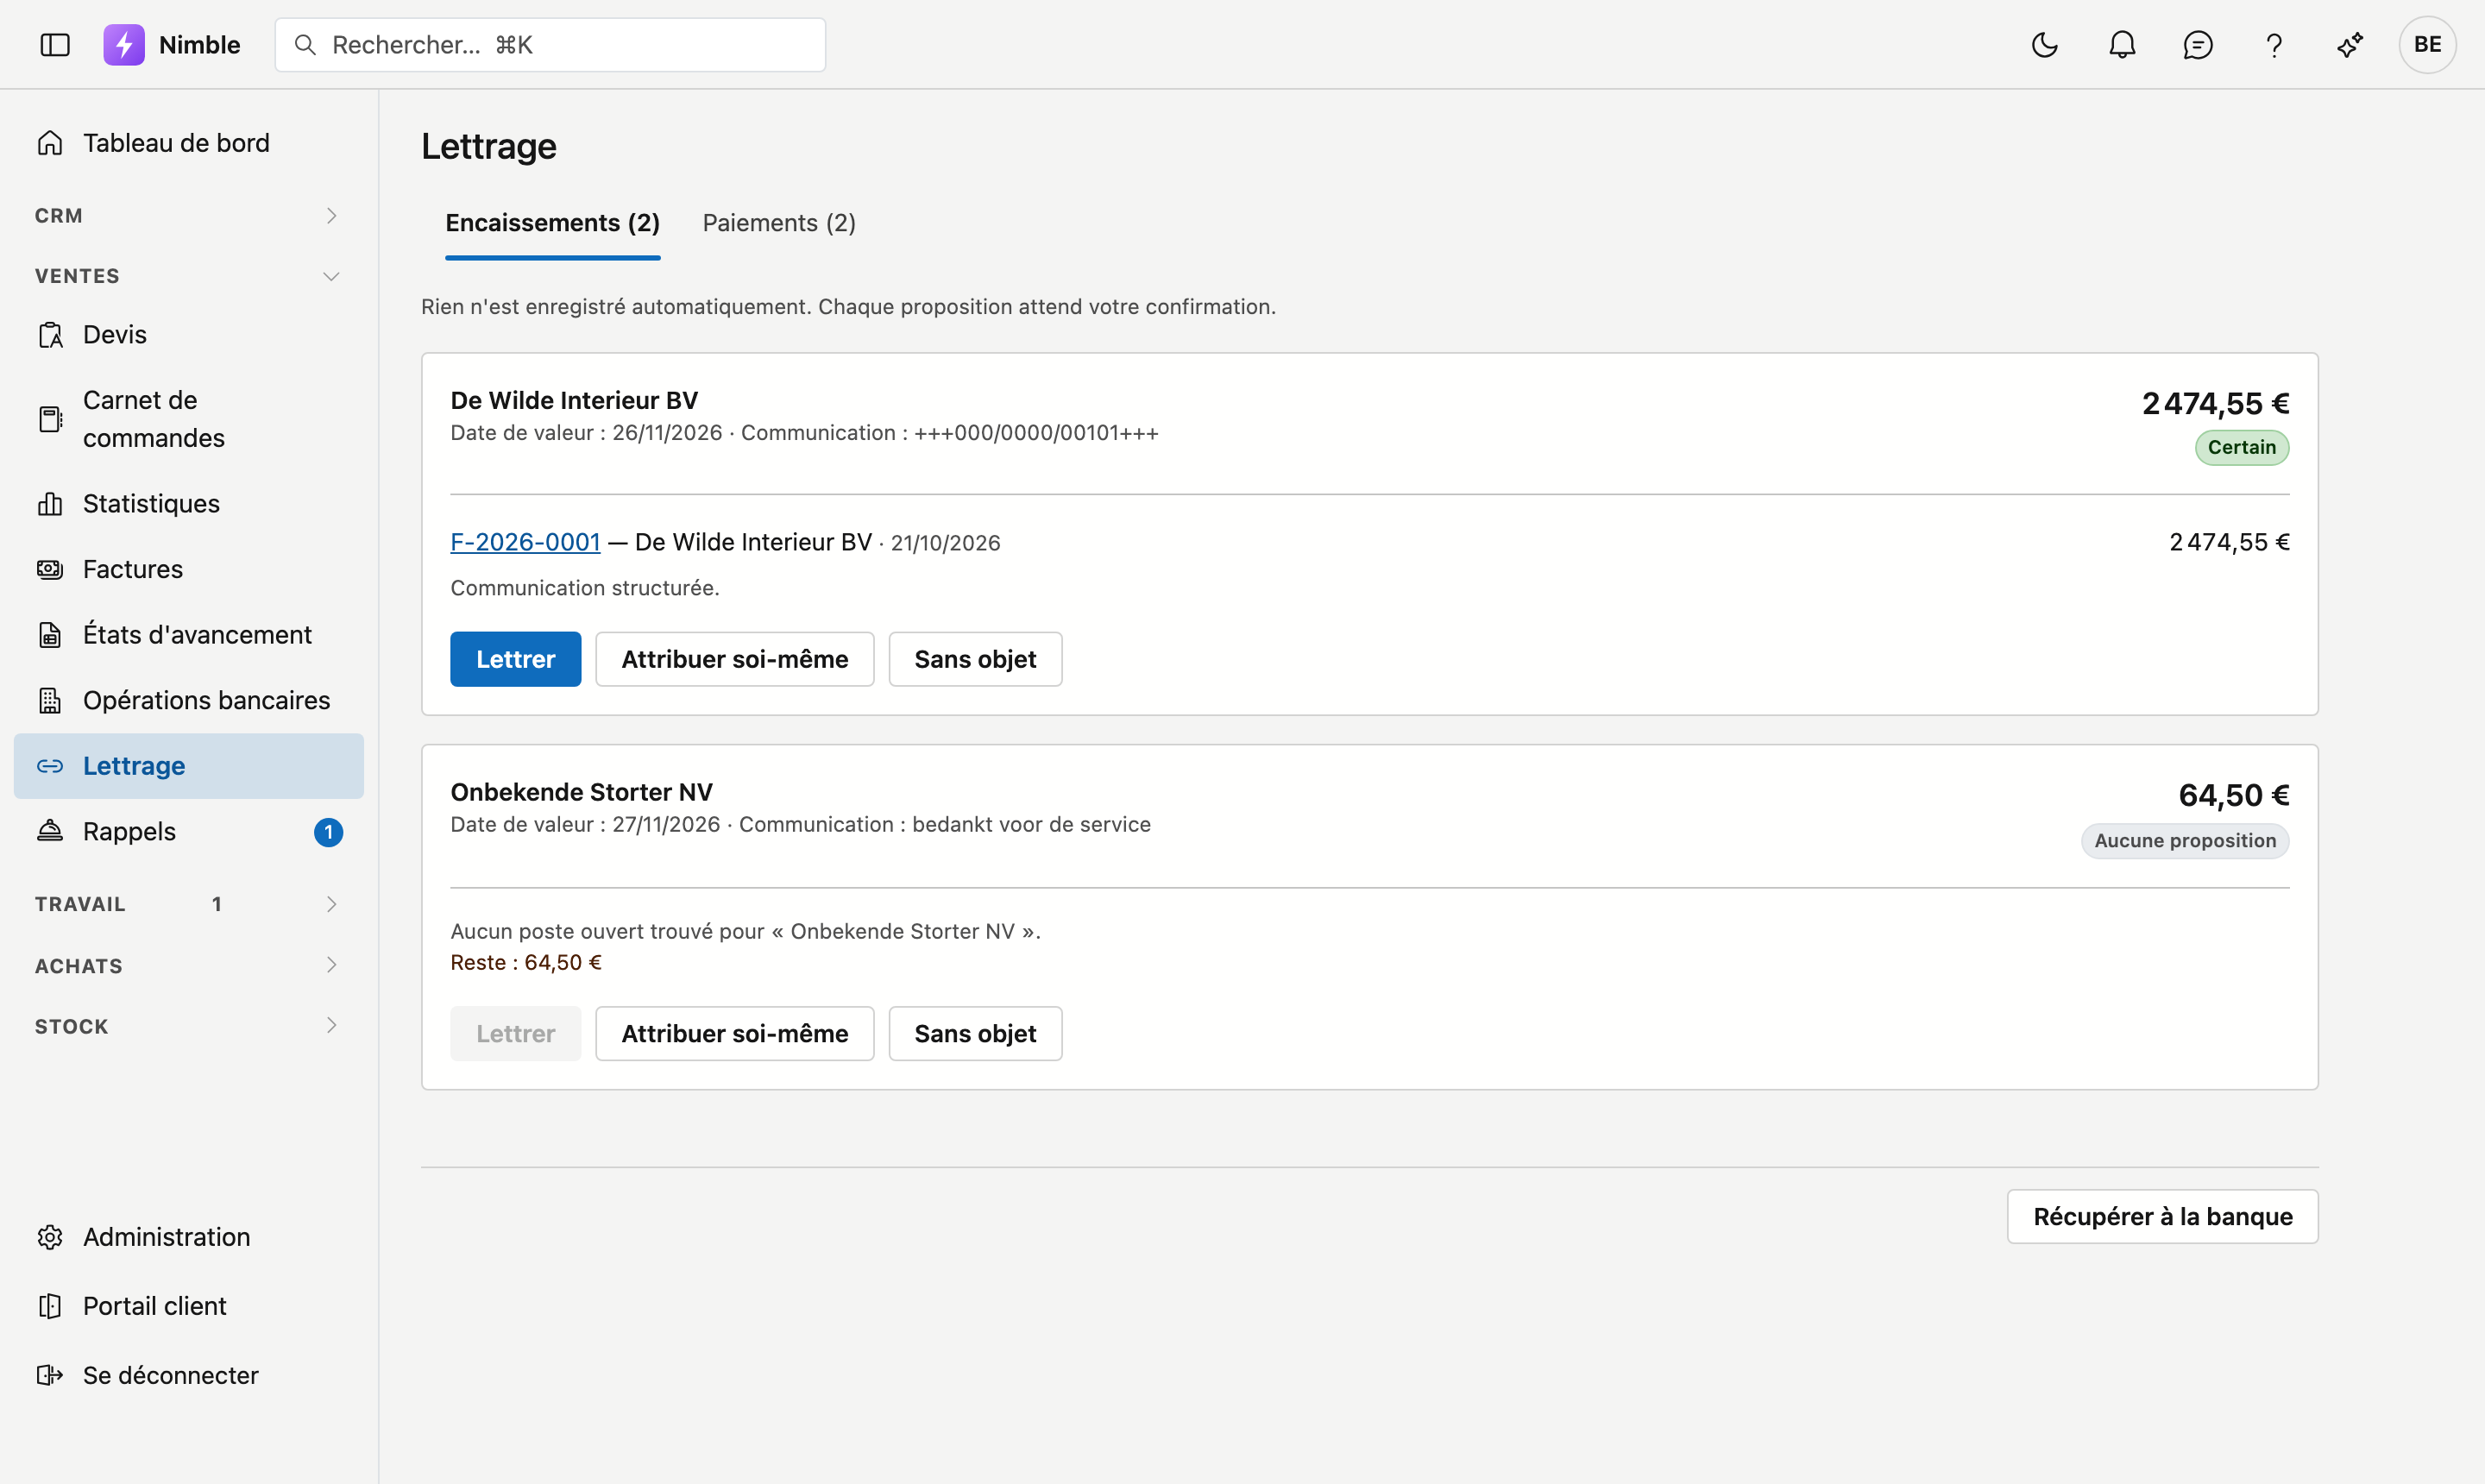 Nimble
Rechercher... ⌘K
BE
Tableau de bord
CRM
VENTES
Devis
Carnet de
commandes
Statistiques
Factures
États d'avancement
Opérations bancaires
Lettrage
Rappels 1
TRAVAIL 1
ACHATS
STOCK
Administration
Portail client
Se déconnecter
Lettrage
Encaissements (2) Paiements (2)
Rien n'est enregistré automatiquement. Chaque proposition attend votre confirmation.
De Wilde Interieur BV 2 474,55 €
Date de valeur : 26/11/2026 · Communication : +++000/0000/00101+++
Certain
F-2026-0001 — De Wilde Interieur BV · 21/10/2026 2 474,55 €
Communication structurée.
Lettrer Attribuer soi-même Sans objet
Onbekende Storter NV 64,50 €
Date de valeur : 27/11/2026 · Communication : bedankt voor de service
Aucune proposition
Aucun poste ouvert trouvé pour « Onbekende Storter NV ».
Reste : 64,50 €
Lettrer Attribuer soi-même Sans objet
Récupérer à la banque